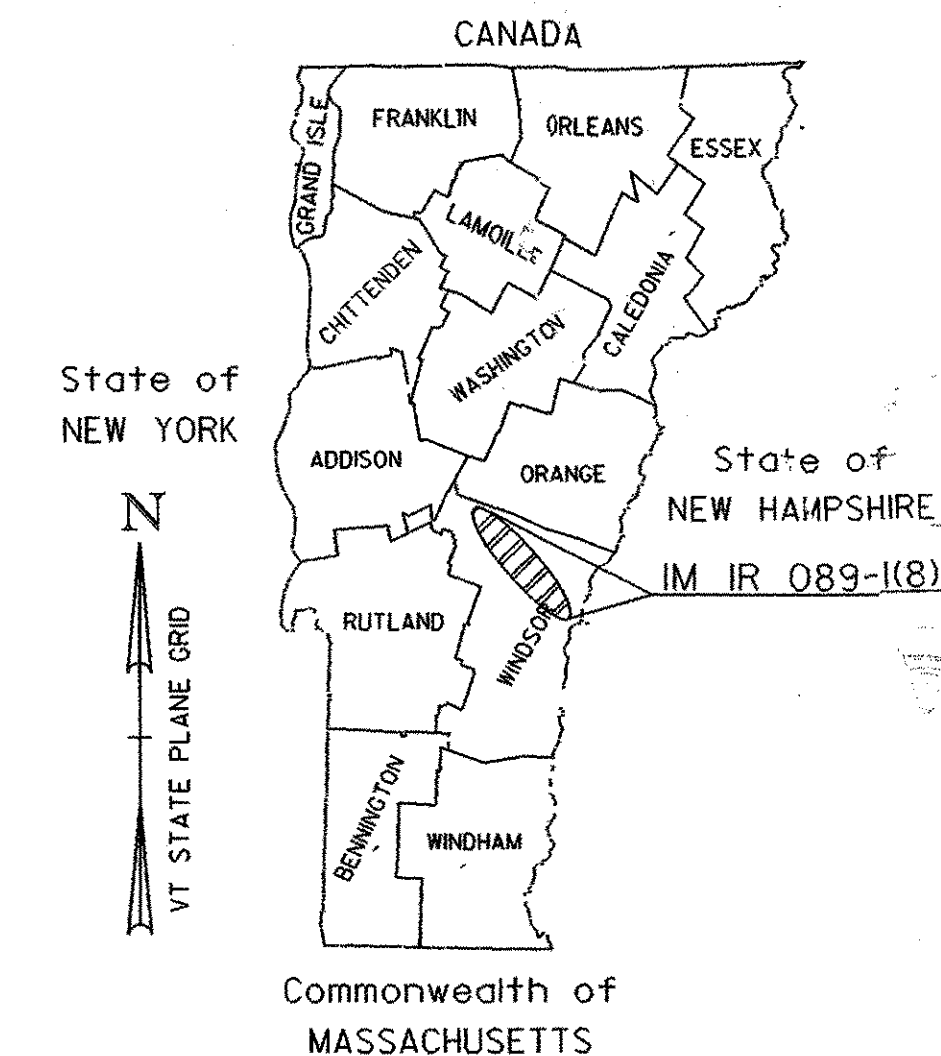 CANADA
GRAND ISLE
FRANKLIN
ORLEANS
ESSEX
LAMOILLE
CHITTENDEN
CALEDONIA
WASHINGTON
State of
NEW YORK
ADDISON
ORANGE
State of
NEW HAMPSHIRE
IM IR 089-1(8)
N
VT STATE PLANE GRID
RUTLAND
WINDSOR
BENNINGTON
WINDHAM
Commonwealth of
MASSACHUSETTS